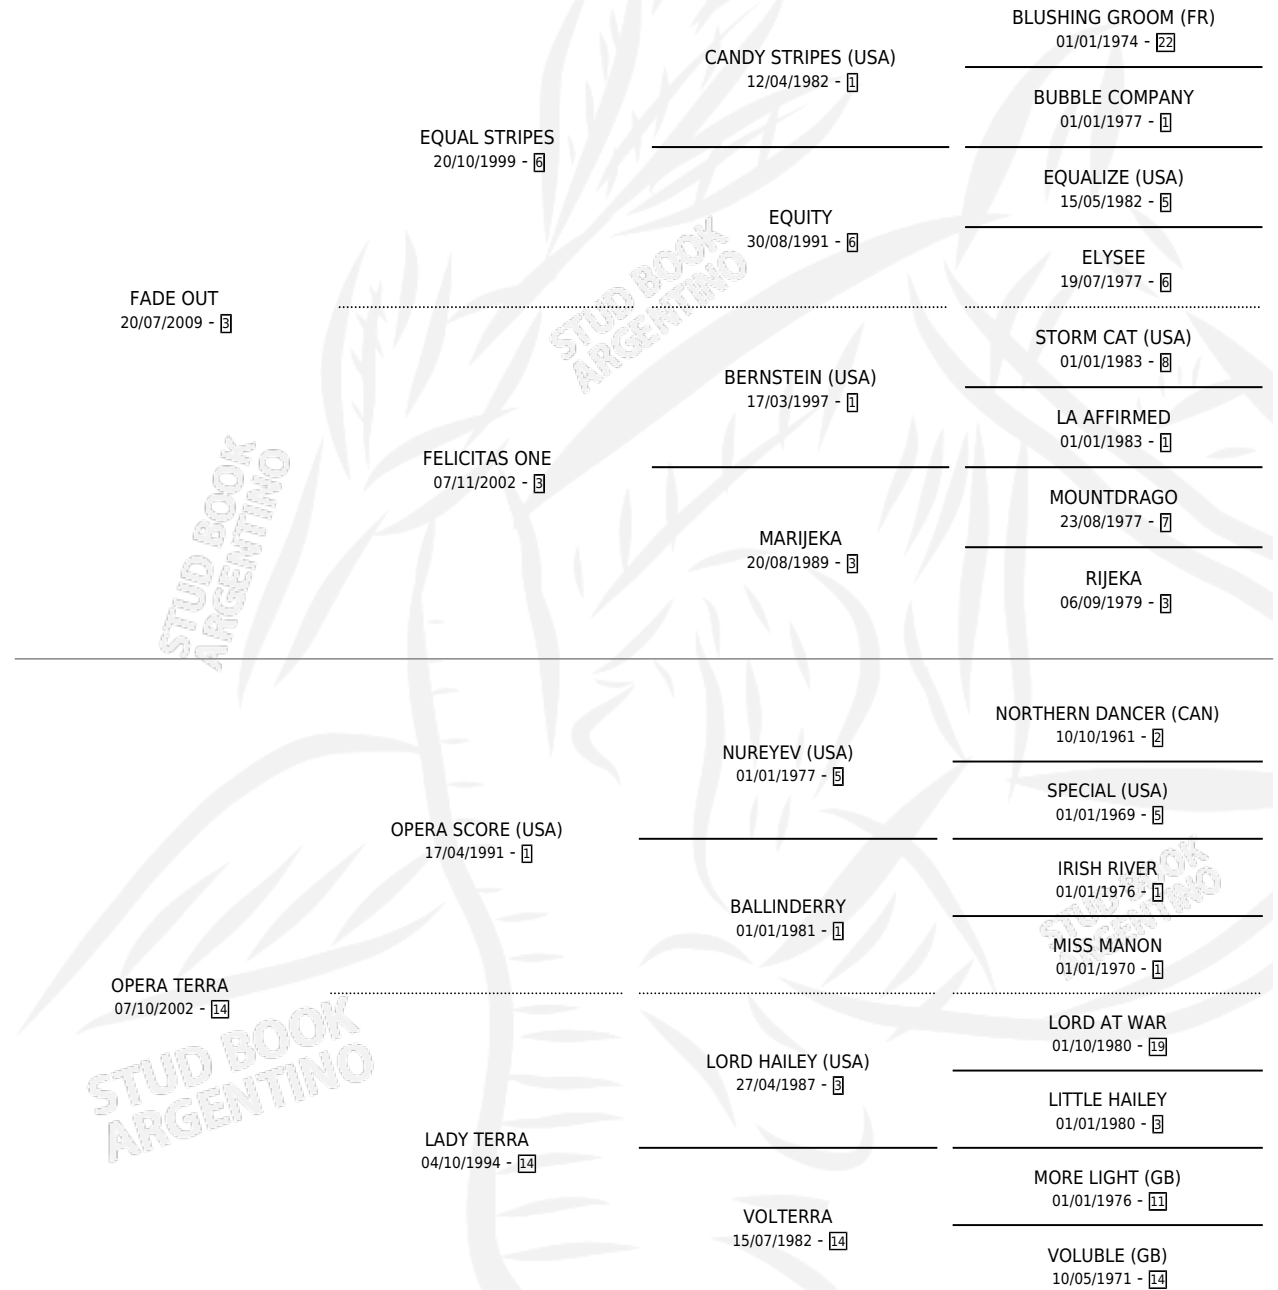 BLUSHING GROOM (FR)
01/01/1974 - 22
CANDY STRIPES (USA)
12/04/1982 - 1
BUBBLE COMPANY
01/01/1977 - 1
EQUAL STRIPES
20/10/1999 - 6
EQUALIZE (USA)
15/05/1982 - 5
EQUITY
30/08/1991 - 6
ELYSEE
19/07/1977 - 6
FADE OUT
20/07/2009 - 3
STORM CAT (USA)
01/01/1983 - 8
BERNSTEIN (USA)
17/03/1997 - 1
LA AFFIRMED
01/01/1983 - 1
FELICITAS ONE
07/11/2002 - 3
MOUNTDRAGO
23/08/1977 - 7
MARIJEKA
20/08/1989 - 3
RIJEKA
06/09/1979 - 3
NORTHERN DANCER (CAN)
10/10/1961 - 2
NUREYEV (USA)
01/01/1977 - 5
SPECIAL (USA)
01/01/1969 - 5
OPERA SCORE (USA)
17/04/1991 - 1
IRISH RIVER
01/01/1976 - 1
BALLINDERRY
01/01/1981 - 1
MISS MANON
01/01/1970 - 1
OPERA TERRA
07/10/2002 - 14
LORD AT WAR
01/10/1980 - 19
LORD HAILEY (USA)
27/04/1987 - 3
LITTLE HAILEY
01/01/1980 - 3
LADY TERRA
04/10/1994 - 14
MORE LIGHT (GB)
01/01/1976 - 11
VOLTERRA
15/07/1982 - 14
VOLUBLE (GB)
10/05/1971 - 14
STUD BOOK
ARGENTINO
STUD BOOK
ARGENTINO
STUD BOOK
ARGENTINO
STUD BOOK
ARGENTINO